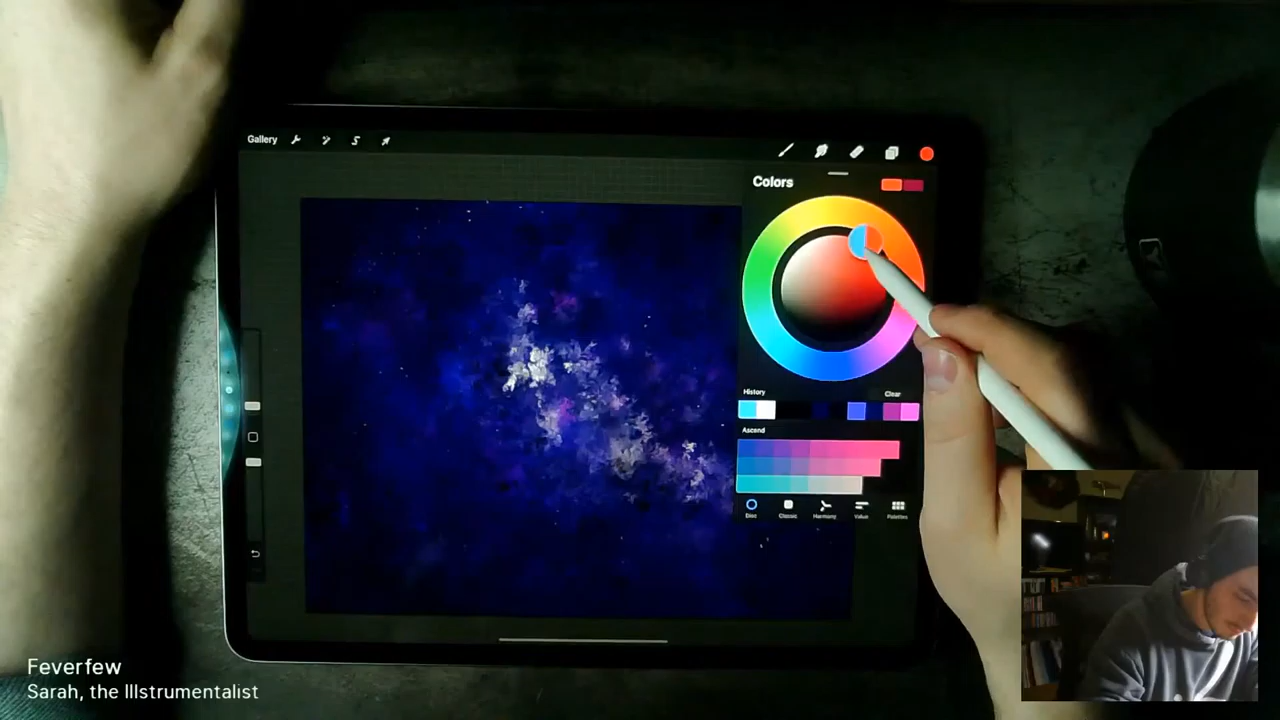 Gallery
Colors
History
Clear
Ascend
Disc
Classic
Harmony
Value
Palettes
Feverfew
Sarah, the Illstrumentalist